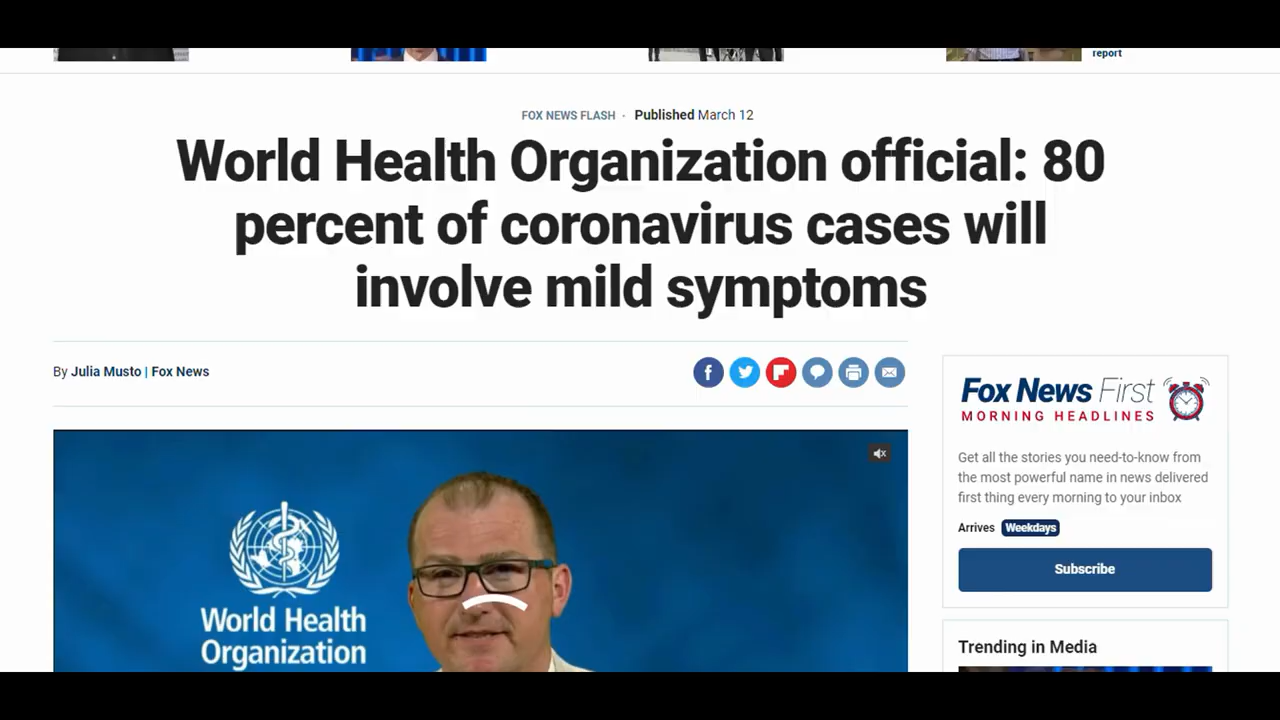 report
FOX NEWS FLASH · Published March 12
World Health Organization official: 80
percent of coronavirus cases will
involve mild symptoms
By Julia Musto | Fox News
Fox News First
MORNING HEADLINES
Get all the stories you need-to-know from
the most powerful name in news delivered
first thing every morning to your inbox
Arrives Weekdays
Subscribe
World Health
Organization
Trending in Media